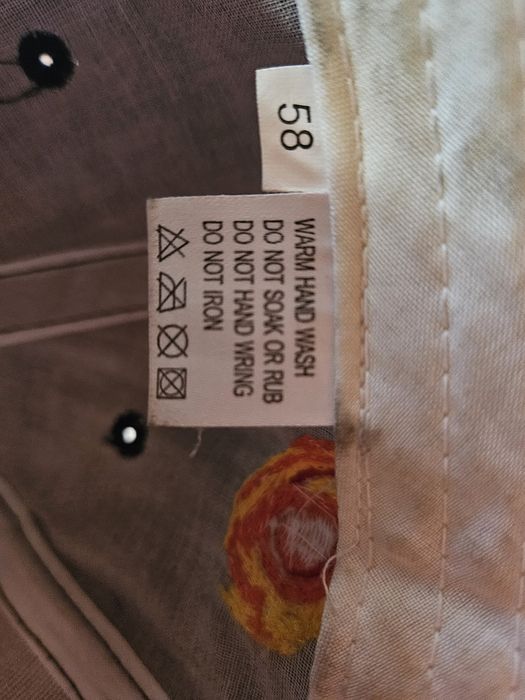 58
WARM HAND WASH
DO NOT SOAK OR RUB
DO NOT HAND WRING
DO NOT IRON